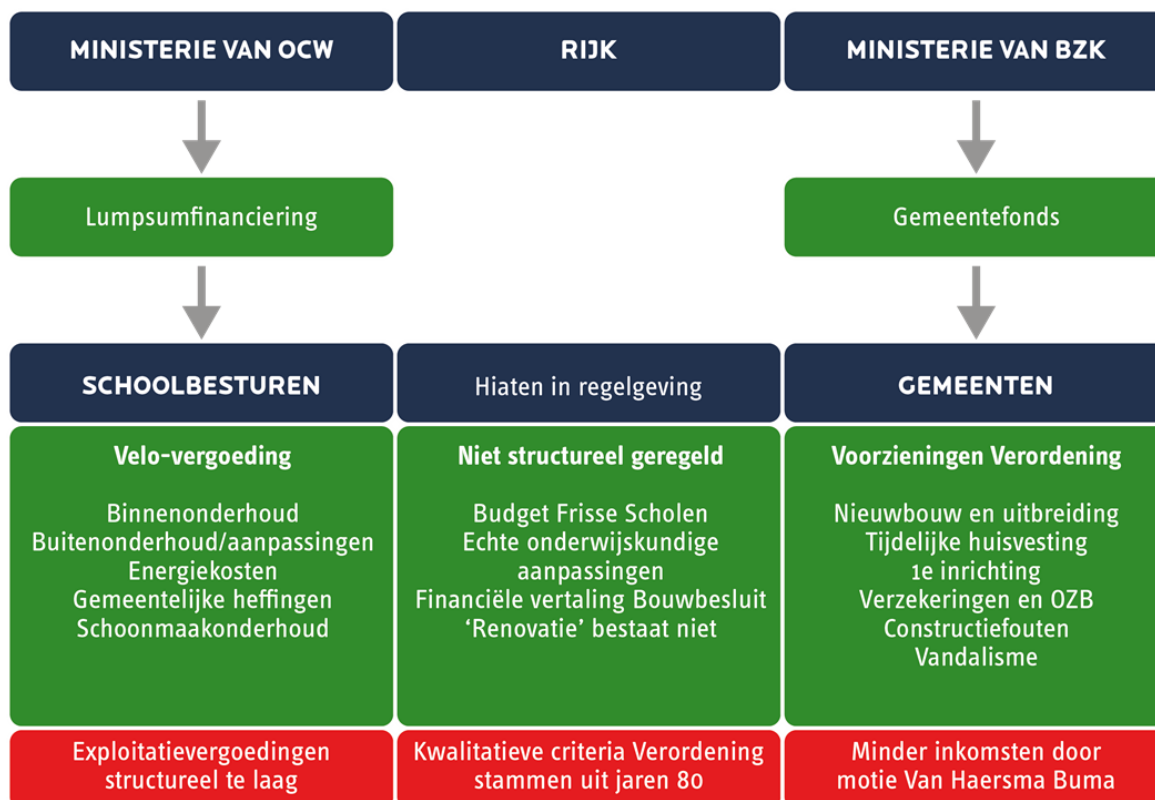 MINISTERIE VAN OCW
RIJK
MINISTERIE VAN BZK
Lumpsumfinanciering
Gemeentefonds
SCHOOLBESTUREN
Hiaten in regelgeving
GEMEENTEN
Velo-vergoeding
Binnenonderhoud
Buitenonderhoud/aanpassingen
Energiekosten
Gemeentelijke heffingen
Schoonmaakonderhoud
Niet structureel geregeld
Budget Frisse Scholen
Echte onderwijskundige
aanpassingen
Financiële vertaling Bouwbesluit
‘Renovatie’ bestaat niet
Voorzieningen Verordening
Nieuwbouw en uitbreiding
Tijdelijke huisvesting
1e inrichting
Verzekeringen en OZB
Constructiefouten
Vandalisme
Exploitatievergoedingen
structureel te laag
Kwalitatieve criteria Verordening
stammen uit jaren 80
Minder inkomsten door
motie Van Haersma Buma